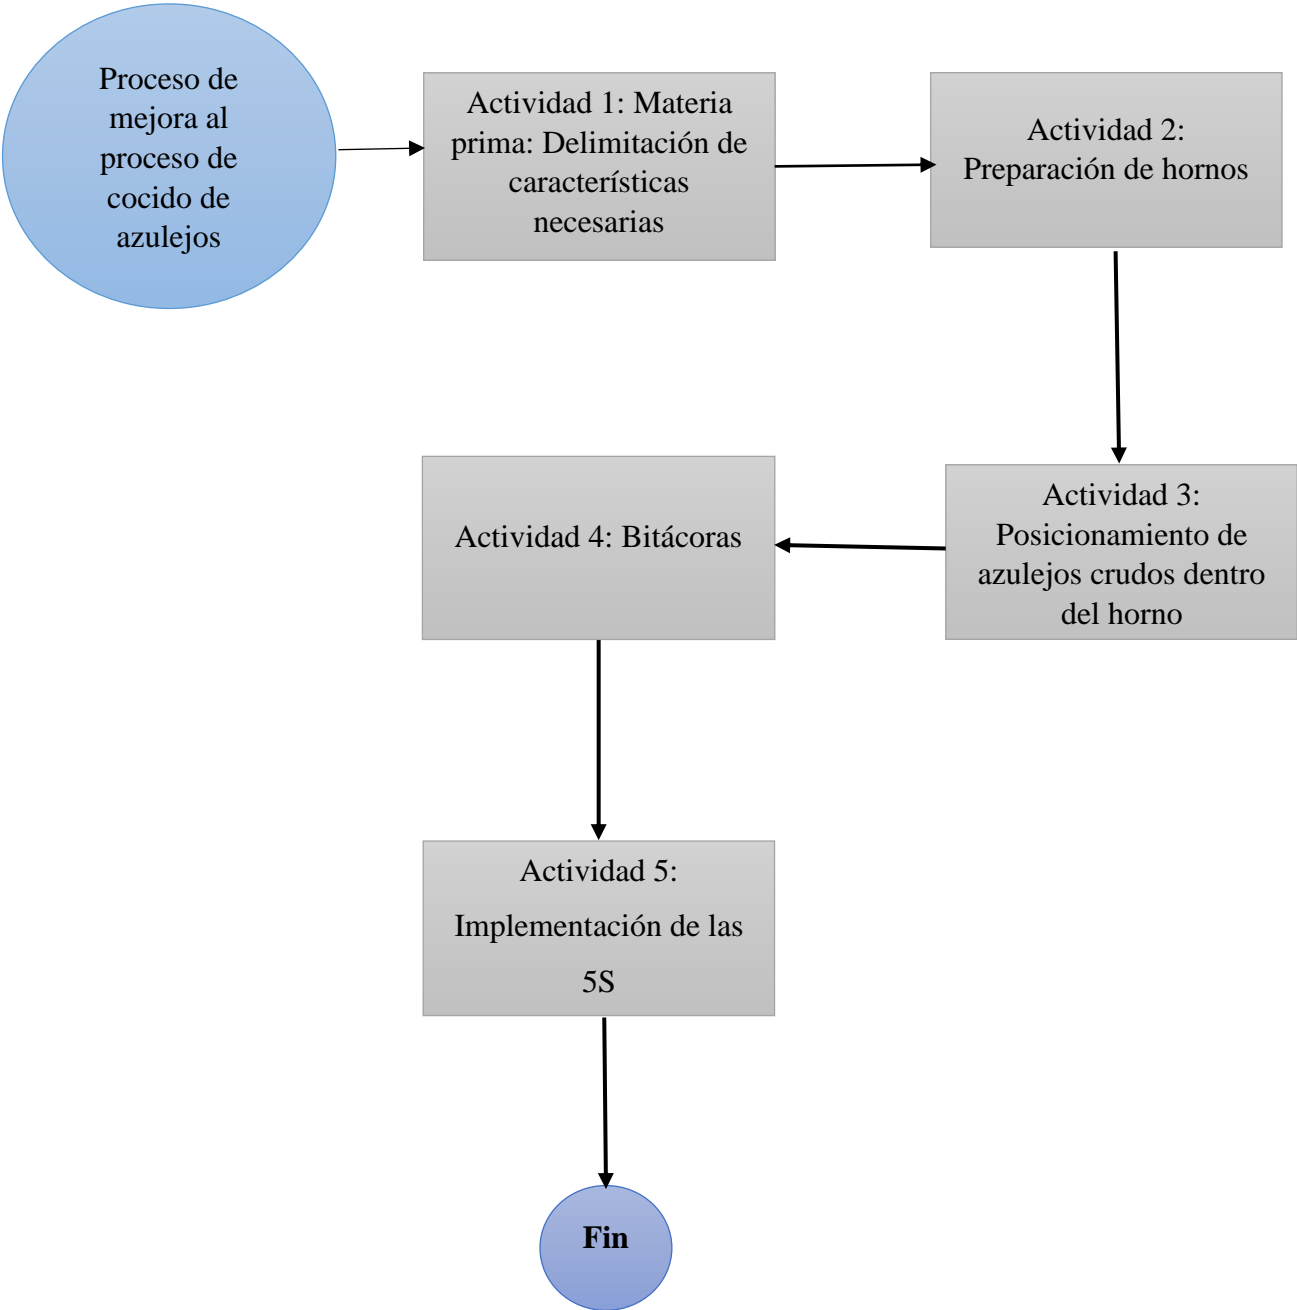 Proceso de
mejora al
proceso de
cocido de
azulejos
Actividad 1: Materia
prima: Delimitación de
características
necesarias
Actividad 2:
Preparación de hornos
Actividad 3:
Posicionamiento de
azulejos crudos dentro
del horno
Actividad 4: Bitácoras
Actividad 5:
Implementación de las
5S
Fin